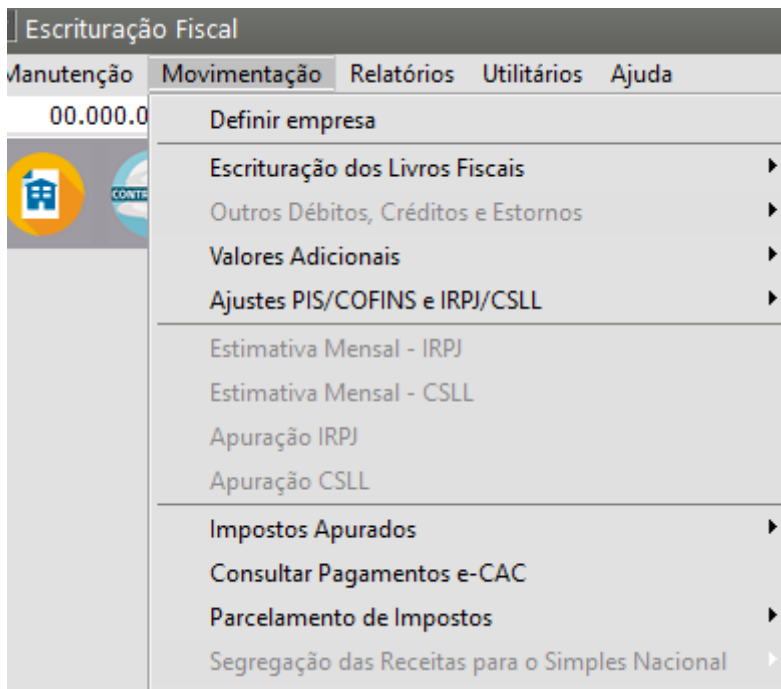 Escrituração Fiscal
Manutenção Movimentação Relatórios Utilitários Ajuda
00.000.0
Definir empresa
Escrituração dos Livros Fiscais
CONTR
Outros Débitos, Créditos e Estornos
Valores Adicionais
Ajustes PIS/COFINS e IRPJ/CSLL
Estimativa Mensal - IRPJ
Estimativa Mensal - CSLL
Apuração IRPJ
Apuração CSLL
Impostos Apurados
Consultar Pagamentos e-CAC
Parcelamento de Impostos
Segregação das Receitas para o Simples Nacional